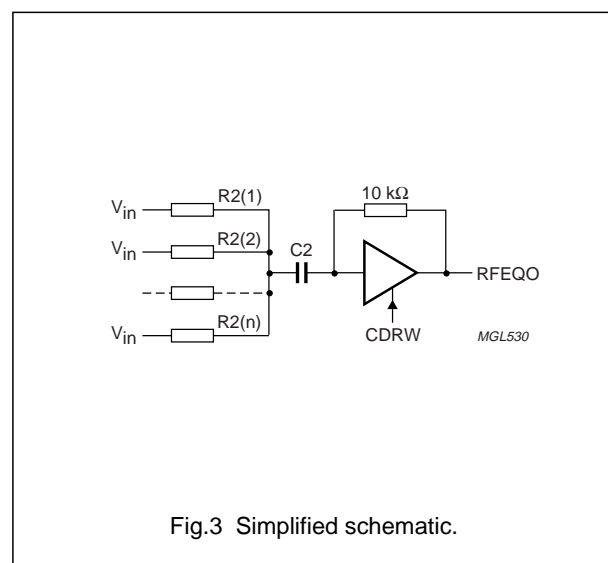 R2(1)
V_in
10 kΩ
R2(2)
V_in
C2
RFEQO
R2(n)
V_in
CDRW
MGL530
Fig.3 Simplified schematic.